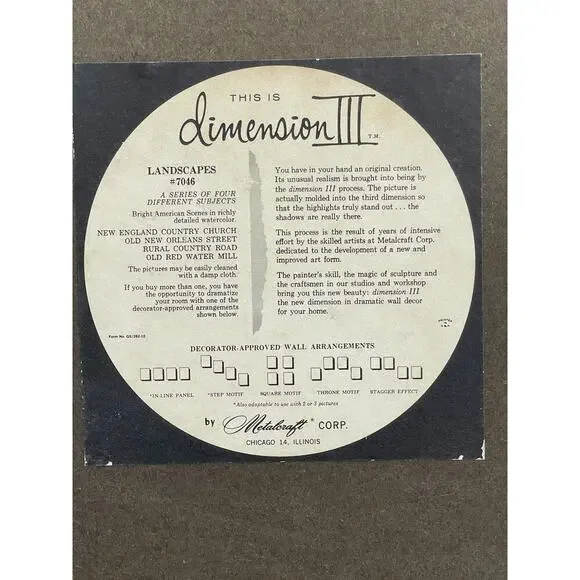 THIS IS
dimension III T.M.
LANDSCAPES
#7046
A SERIES OF FOUR
DIFFERENT SUBJECTS
Bright American Scenes in richly
detailed watercolor.
NEW ENGLAND COUNTRY CHURCH
OLD NEW ORLEANS STREET
RURAL COUNTRY ROAD
OLD RED WATER MILL
The pictures may be easily cleaned
with a damp cloth.
If you buy more than one, you have
the opportunity to dramatize
your room with one of the
decorator-approved arrangements
shown below.
You have in your hand an original creation.
Its unusual realism is brought into being by
the dimension III process. The picture is
actually molded into the third dimension so
that the highlights truly stand out . . . the
shadows are really there.
This process is the result of years of intensive
effort by the skilled artists at Metalcraft Corp.
dedicated to the development of a new and
improved art form.
The painter's skill, the magic of sculpture and
the craftsmen in our studios and workshop
bring you this new beauty: dimension III
the new dimension in dramatic wall decor
for your home.
PRINTED
IN
U.S.A.
Form No.
DECORATOR-APPROVED WALL ARRANGEMENTS
*IN-LINE PANEL *STEP MOTIF SQUARE MOTIF THRONE MOTIF STAGGER EFFECT
*Also adaptable to use with 2 or 3 pictures
by Metalcraft * CORP.
CHICAGO 14, ILLINOIS